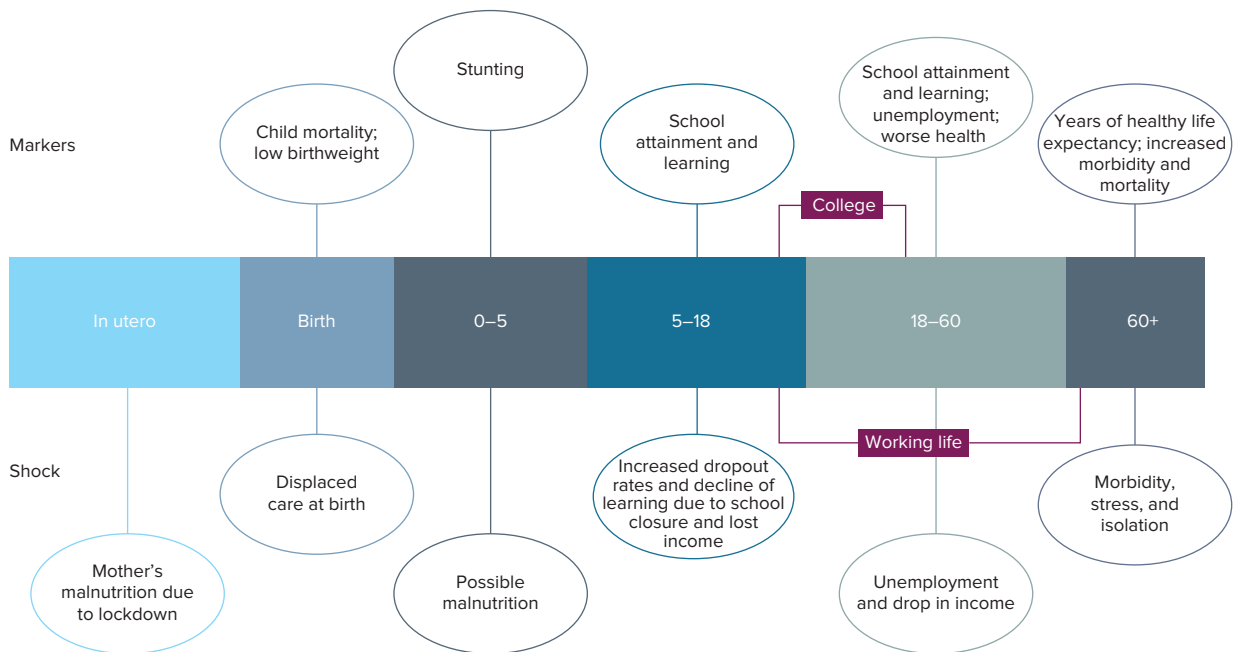 Stunting
School attainment
and learning;
unemployment;
worse health
Child mortality;
low birthweight
School
attainment and
learning
Years of healthy life
expectancy; increased
morbidity and
mortality
Markers
College
In utero
Birth
0–5
5–18
18–60
60+
Working life
Shock
Displaced
care at birth
Increased dropout
rates and decline of
learning due to school
closure and lost
income
Morbidity,
stress, and
isolation
Mother’s
malnutrition due
to lockdown
Possible
malnutrition
Unemployment
and drop in income